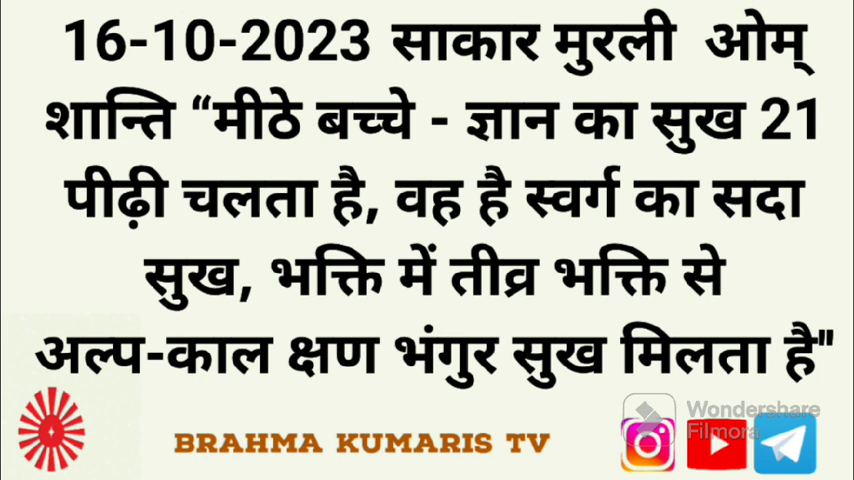 16-10-2023 साकार मुरली ओम्
शान्ति “मीठे बच्चे - ज्ञान का सुख 21
पीढ़ी चलता है, वह है स्वर्ग का सदा
सुख, भक्ति में तीव्र भक्ति से
अल्प-काल क्षण भंगुर सुख मिलता है"
BRAHMA KUMARIS TV
Wondershare
Filmora